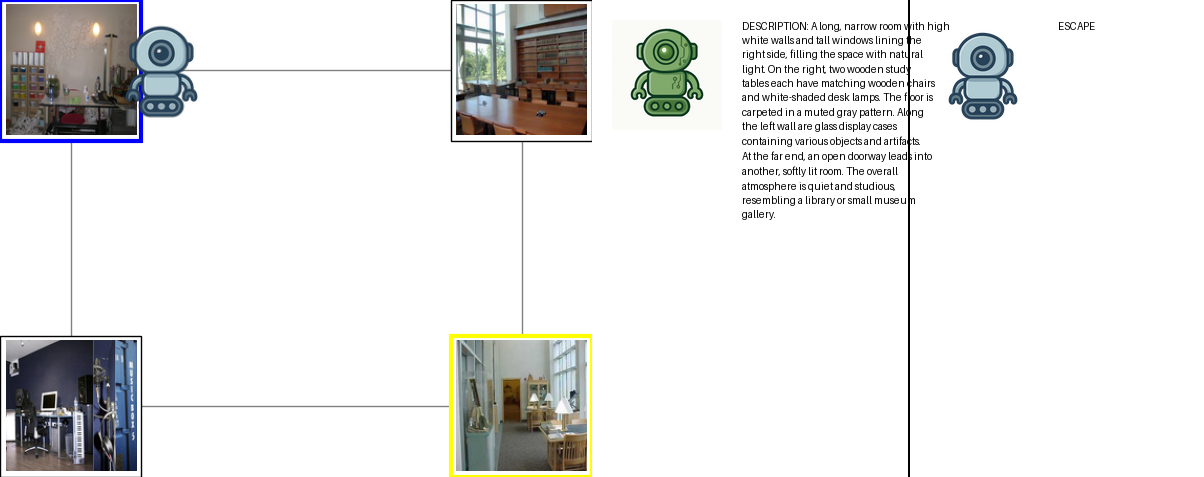 DESCRIPTION: A long, narrow room with high
white walls and tall windows lining the
right side, filling the space with natural
light. On the right, two wooden study
tables each have matching wooden chairs
and white-shaded desk lamps. The floor is
carpeted in a muted gray pattern. Along
the left wall are glass display cases
containing various objects and artifacts.
At the far end, an open doorway leads into
another, softly lit room. The overall
atmosphere is quiet and studious,
resembling a library or small museum
gallery.
ESCAPE
MUSICBOX 5